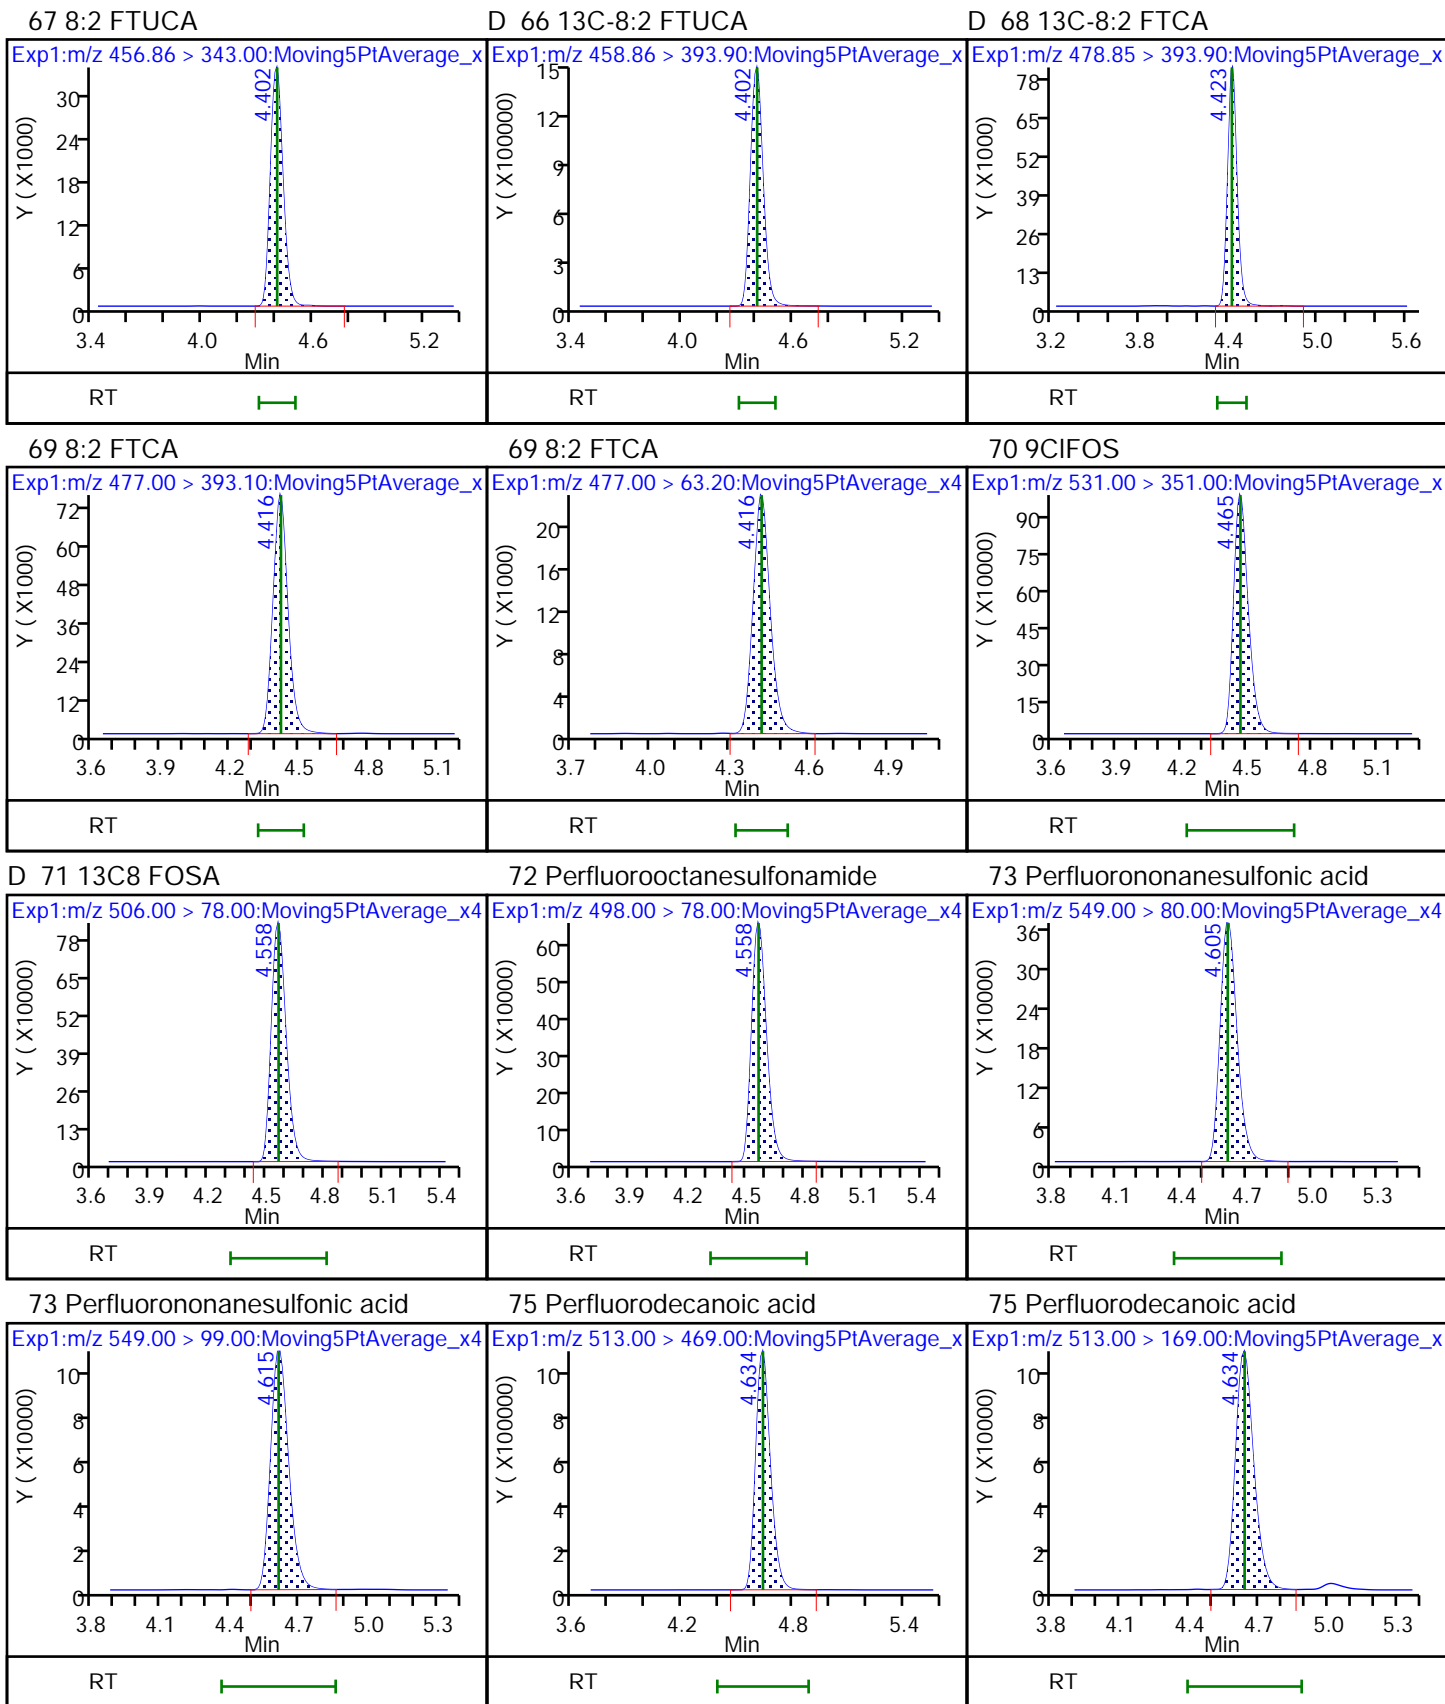 67 8:2 FTUCA
Exp1:m/z 456.86 > 343.00:Moving5PtAverage_x
4.402
Y ( X1000)
30
24
18
12
6
0
3.4 4.0 4.6 5.2
Min
RT
D 66 13C-8:2 FTUCA
Exp1:m/z 458.86 > 393.90:Moving5PtAverage_x
4.402
Y ( X100000)
15
12
9
6
3
0
3.4 4.0 4.6 5.2
Min
RT
D 68 13C-8:2 FTCA
Exp1:m/z 478.85 > 393.90:Moving5PtAverage_x
4.423
Y ( X1000)
78
65
52
39
26
13
0
3.2 3.8 4.4 5.0 5.6
Min
RT
69 8:2 FTCA
Exp1:m/z 477.00 > 393.10:Moving5PtAverage_x
4.416
Y ( X1000)
72
60
48
36
24
12
0
3.6 3.9 4.2 4.5 4.8 5.1
Min
RT
69 8:2 FTCA
Exp1:m/z 477.00 > 63.20:Moving5PtAverage_x4
4.416
Y ( X1000)
20
16
12
8
4
0
3.7 4.0 4.3 4.6 4.9
Min
RT
70 9ClFOS
Exp1:m/z 531.00 > 351.00:Moving5PtAverage_x
4.465
Y ( X10000)
90
75
60
45
30
15
0
3.6 3.9 4.2 4.5 4.8 5.1
Min
RT
D 71 13C8 FOSA
Exp1:m/z 506.00 > 78.00:Moving5PtAverage_x4
4.558
Y ( X10000)
78
65
52
39
26
13
0
3.6 3.9 4.2 4.5 4.8 5.1 5.4
Min
RT
72 Perfluorooctanesulfonamide
Exp1:m/z 498.00 > 78.00:Moving5PtAverage_x4
4.558
Y ( X10000)
60
50
40
30
20
10
0
3.6 3.9 4.2 4.5 4.8 5.1 5.4
Min
RT
73 Perfluorononanesulfonic acid
Exp1:m/z 549.00 > 80.00:Moving5PtAverage_x4
4.605
Y ( X10000)
36
30
24
18
12
6
0
3.8 4.1 4.4 4.7 5.0 5.3
Min
RT
73 Perfluorononanesulfonic acid
Exp1:m/z 549.00 > 99.00:Moving5PtAverage_x4
4.615
Y ( X10000)
10
8
6
4
2
0
3.8 4.1 4.4 4.7 5.0 5.3
Min
RT
75 Perfluorodecanoic acid
Exp1:m/z 513.00 > 469.00:Moving5PtAverage_x
4.634
Y ( X100000)
10
8
6
4
2
0
3.6 4.2 4.8 5.4
Min
RT
75 Perfluorodecanoic acid
Exp1:m/z 513.00 > 169.00:Moving5PtAverage_x
4.634
Y ( X10000)
10
8
6
4
2
0
3.8 4.1 4.4 4.7 5.0 5.3
Min
RT